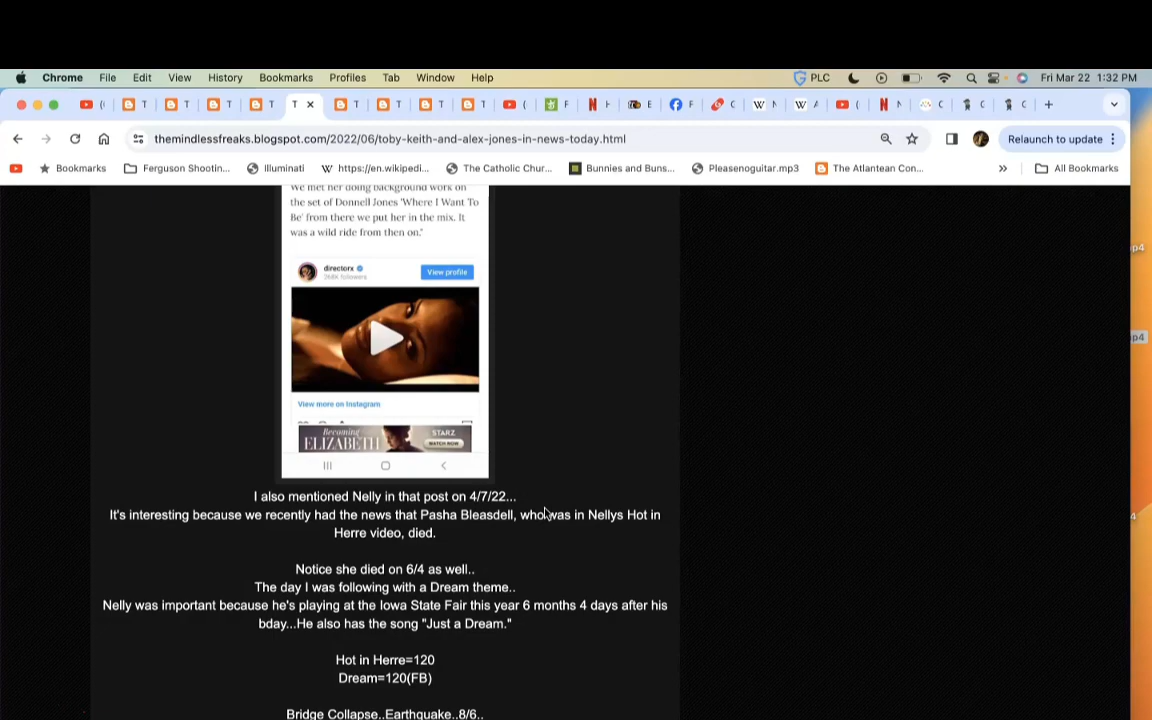 Chrome File Edit View History Bookmarks Profiles Tab Window Help PLC Fri Mar 22 1:32 PM
( T T T T T T T T T F N F E F C W N W A ( N N C C C
themindlessfreaks.blogspot.com/2022/06/toby-keith-and-alex-jones-in-news-today.html Relaunch to update
Bookmarks Ferguson Shootin... Illuminati https://en.wikipedi... The Catholic Chur... Bunnies and Buns... Pleasenoguitar.mp3 The Atlantean Con... » All Bookmarks
We met her doing background work on
the set of Donnell Jones 'Where I Want To
Be' from there we put her in the mix. It
was a wild ride from then on."
directorx View profile
followers
View more on Instagram
Becoming
ELIZABETH
STARZ
WATCH NOW
p4
p4
4
I also mentioned Nelly in that post on 4/7/22...
It's interesting because we recently had the news that Pasha Bleasdell, who was in Nellys Hot in
Herre video, died.
Notice she died on 6/4 as well..
The day I was following with a Dream theme..
Nelly was important because he's playing at the Iowa State Fair this year 6 months 4 days after his
bday...He also has the song "Just a Dream."
Hot in Herre=120
Dream=120(FB)
Bridge Collapse..Earthquake..8/6..